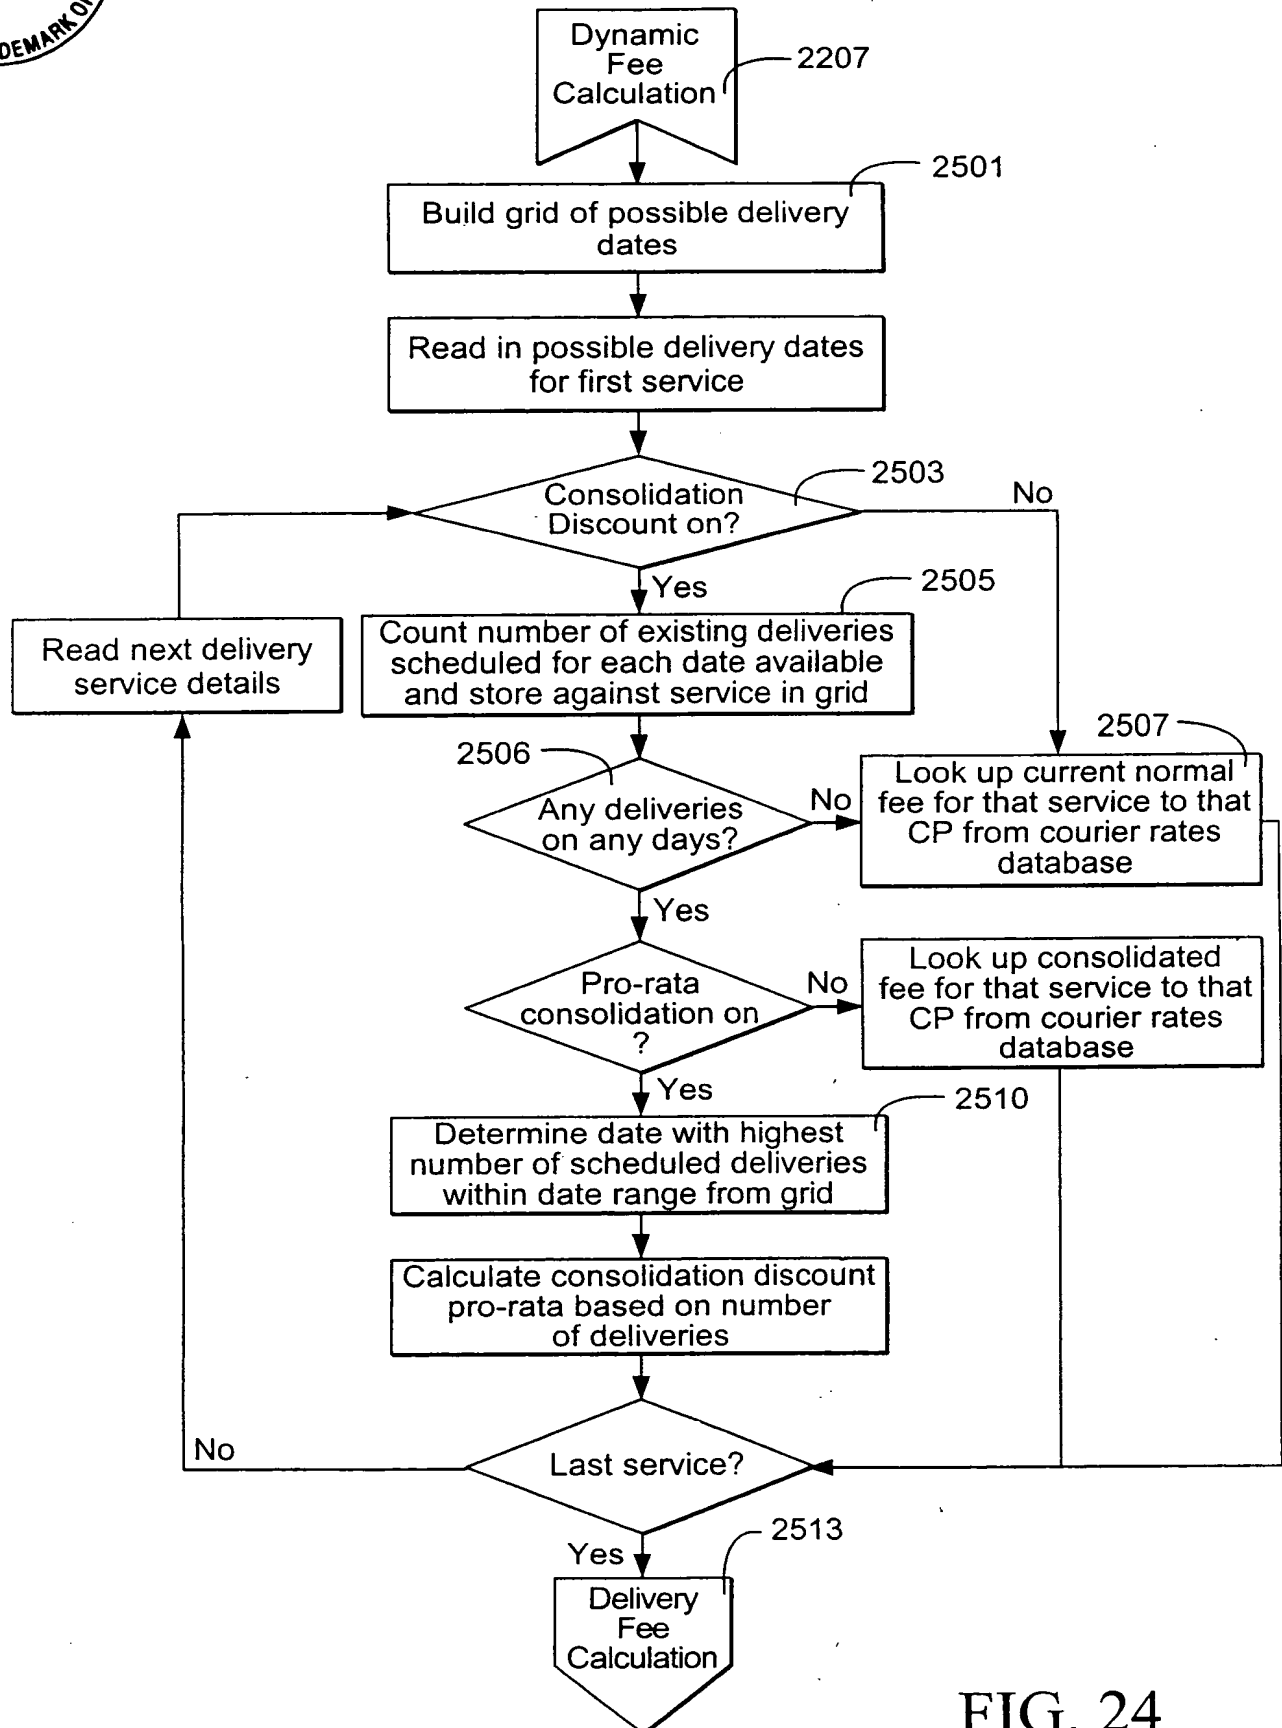 DEMARK
Dynamic
Fee
Calculation
2207
2501
Build grid of possible delivery
dates
Read in possible delivery dates
for first service
2503
Consolidation
Discount on?
No
Yes
2505
Read next delivery
service details
Count number of existing deliveries
scheduled for each date available
and store against service in grid
2506
2507
Any deliveries
on any days?
No
Look up current normal
fee for that service to that
CP from courier rates
database
Yes
Pro-rata
consolidation on
?
No
Look up consolidated
fee for that service to that
CP from courier rates
database
Yes
2510
Determine date with highest
number of scheduled deliveries
within date range from grid
Calculate consolidation discount
pro-rata based on number
of deliveries
No
Last service?
Yes
2513
Delivery
Fee
Calculation
FIG. 24